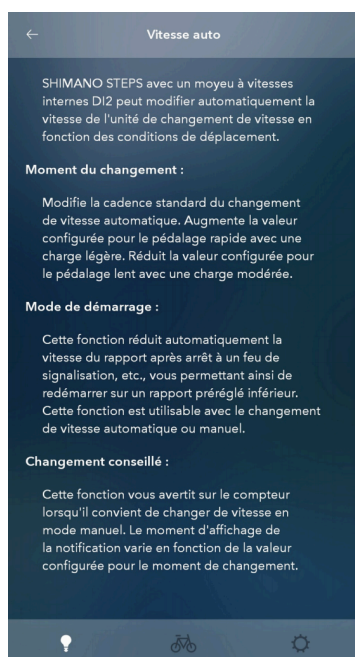 Vitesse auto
SHIMANO STEPS avec un moyeu à vitesses
internes DI2 peut modifier automatiquement la
vitesse de l'unité de changement de vitesse en
fonction des conditions de déplacement.
Moment du changement :
Modifie la cadence standard du changement
de vitesse automatique. Augmente la valeur
configurée pour le pédalage rapide avec une
charge légère. Réduit la valeur configurée pour
le pédalage lent avec une charge modérée.
Mode de démarrage :
Cette fonction réduit automatiquement la
vitesse du rapport après arrêt à un feu de
signalisation, etc., vous permettant ainsi de
redémarrer sur un rapport préréglé inférieur.
Cette fonction est utilisable avec le changement
de vitesse automatique ou manuel.
Changement conseillé :
Cette fonction vous avertit sur le compteur
lorsqu'il convient de changer de vitesse en
mode manuel. Le moment d'affichage de
la notification varie en fonction de la valeur
configurée pour le moment de changement.